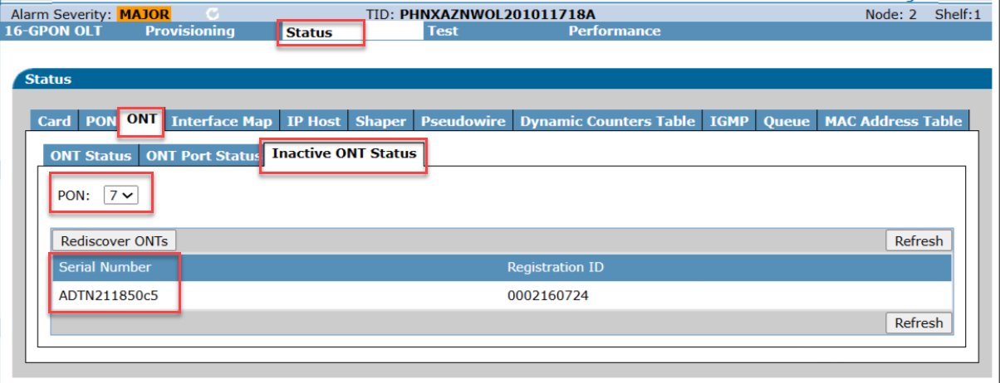 Alarm Severity: MAJOR TID: PHNXAZNWOL201011718A Node: 2 Shelf:1
16-GPON OLT Provisioning Status Test Performance
Status
Card PON ONT Interface Map IP Host Shaper Pseudowire Dynamic Counters Table IGMP Queue MAC Address Table
ONT Status ONT Port Status Inactive ONT Status
PON: 7
Rediscover ONTs Refresh
Serial Number Registration ID
ADTN211850c5 0002160724
Refresh